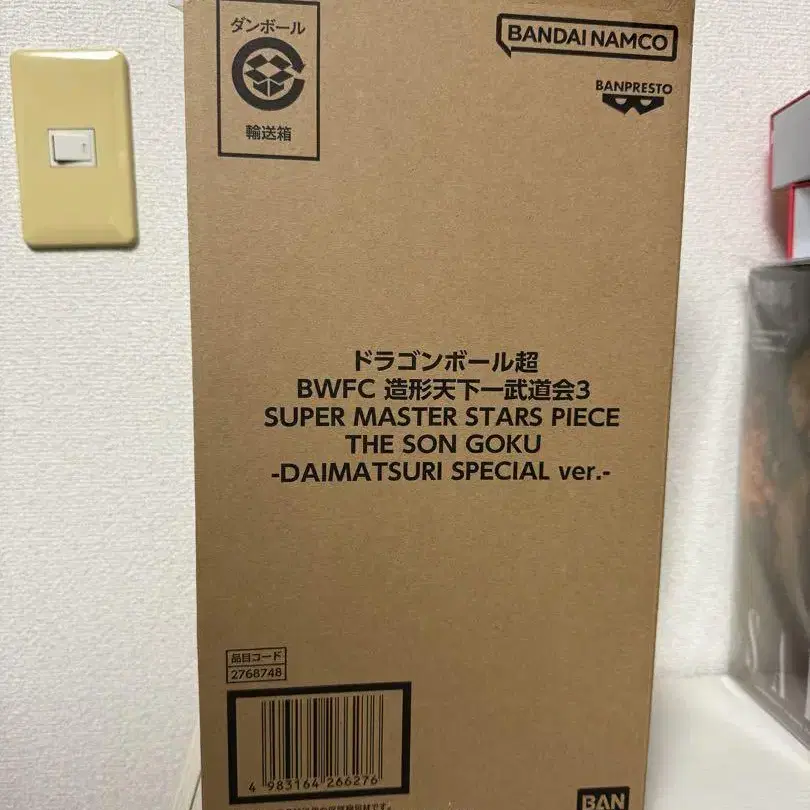 ダンボール
輸送箱
BANDAI NAMCO
BANPRESTO
ドラゴンボール超
BWFC 造形天下一武道会3
SUPER MASTER STARS PIECE
THE SON GOKU
-DAIMATSURI SPECIAL ver.-
品目コード
2768748
4 983164 266276
BAN